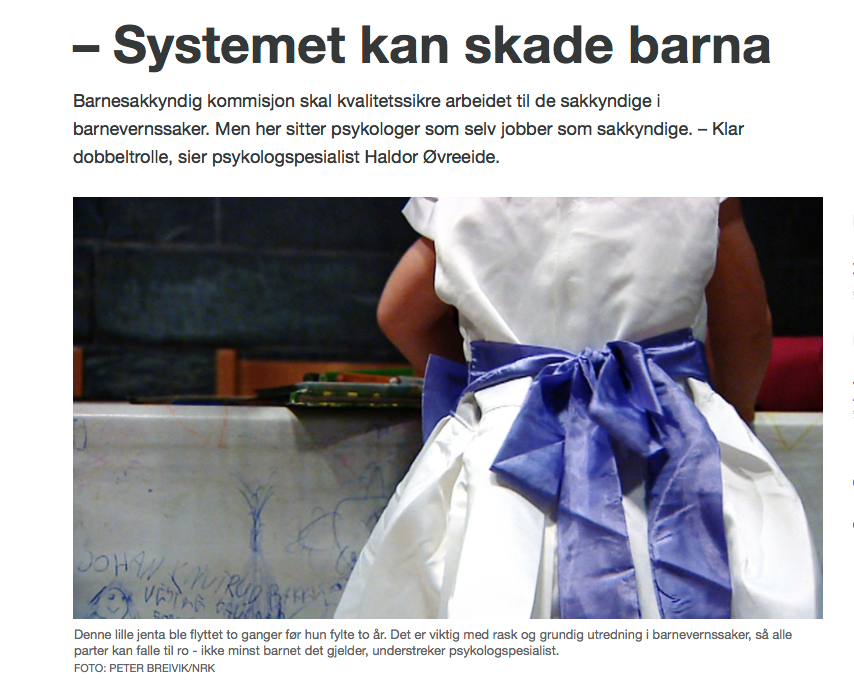 – Systemet kan skade barna
Barnesakkyndig kommisjon skal kvalitetssikre arbeidet til de sakkyndige i
barnevernssaker. Men her sitter psykologer som selv jobber som sakkyndige. – Klar
dobbeltrolle, sier psykologspesialist Haldor Øvreeide.
JOHAN
Denne lille jenta ble flyttet to ganger før hun fylte to år. Det er viktig med rask og grundig utredning i barnevernssaker, så alle
parter kan falle til ro - ikke minst barnet det gjelder, understreker psykologspesialist.
FOTO: PETER BREIVIK/NRK